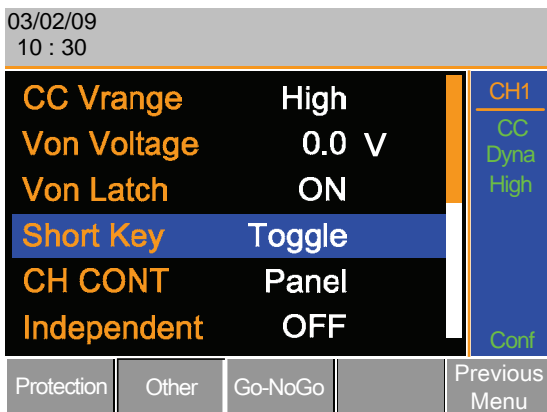 03/02/09
10 : 30
CC Vrange High
Von Voltage 0.0 V
Von Latch ON
Short Key Toggle
CH CONT Panel
Independent OFF
CH1
CC
Dyna
High
Conf
Protection Other Go-NoGo Previous Menu